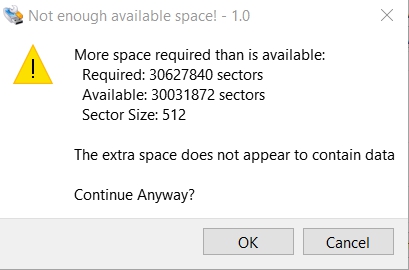 Not enough available space! - 1.0
More space required than is available:
Required: 30627840 sectors
Available: 30031872 sectors
Sector Size: 512
The extra space does not appear to contain data
Continue Anyway?
OK
Cancel